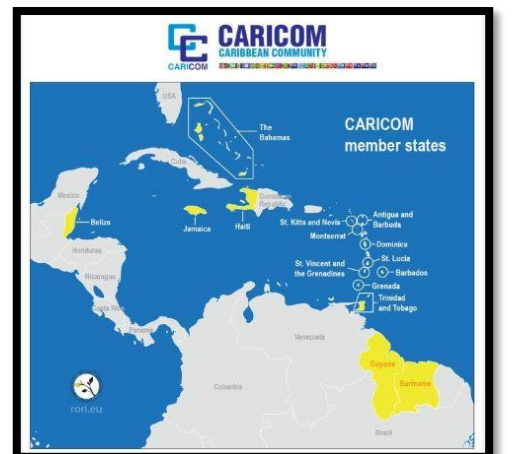 CARICOM
CARIBBEAN COMMUNITY
CARICOM
USA
CARICOM
member states
The
Bahamas
Cuba
Mexico
Dominican
Republic
Belize
Jamaica
Haiti
St. Kitts and Nevis
Antigua and
Barbuda
Montserrat
Honduras
Dominica
St. Lucia
St. Vincent and
the Grenadines
Barbados
Nicaragua
Grenada
Costa Rica
Trinidad
and Tobago
Panama
Venezuela
Guyana
Suriname
Colombia
rori.eu
Brazil